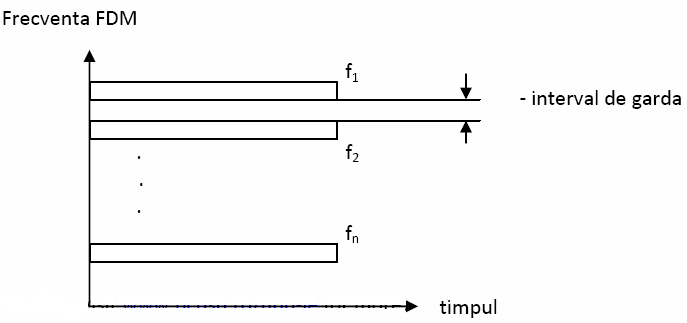 Frecventa FDM
f1
- interval de garda
f2
.
.
.
fn
timpul